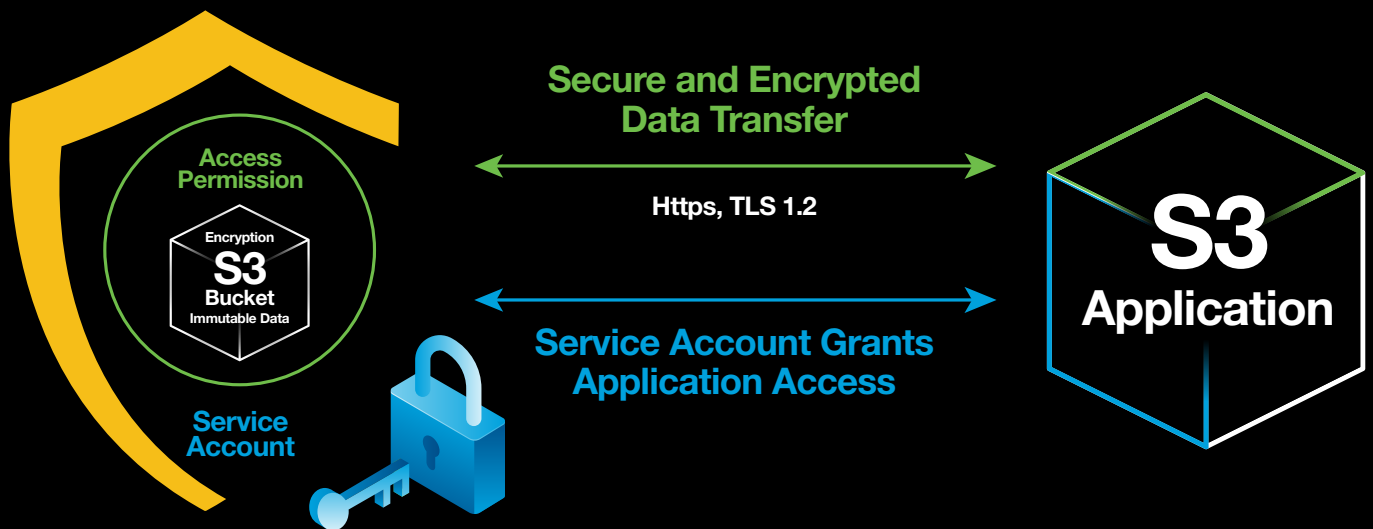 Access
Permission
Encryption
S3
Bucket
Immutable Data
Service
Account
Secure and Encrypted
Data Transfer
Https, TLS 1.2
Service Account Grants
Application Access
S3
Application